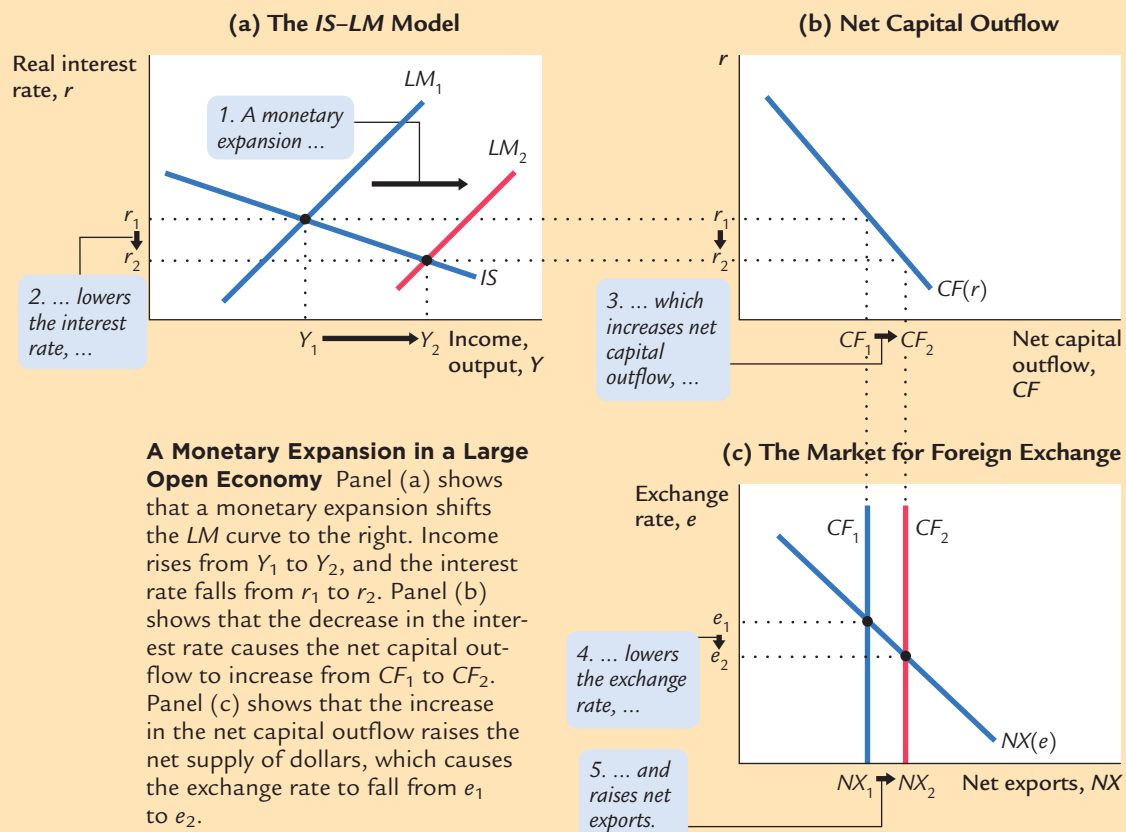 (a) The IS–LM Model
Real interest
rate, r
LM₁
1. A monetary
expansion ...
LM₂
r₁
r₂
IS
2. ... lowers
the interest
rate, ...
Y₁
Y₂
Income,
output, Y
(b) Net Capital Outflow
r
r₁
r₂
CF(r)
3. ... which
increases net
capital
outflow, ...
CF₁
CF₂
Net capital
outflow,
CF
A Monetary Expansion in a Large
Open Economy Panel (a) shows
that a monetary expansion shifts
the LM curve to the right. Income
rises from Y₁ to Y₂, and the interest
rate falls from r₁ to r₂. Panel (b)
shows that the decrease in the inter-
est rate causes the net capital out-
flow to increase from CF₁ to CF₂.
Panel (c) shows that the increase
in the net capital outflow raises the
net supply of dollars, which causes
the exchange rate to fall from e₁
to e₂.
(c) The Market for Foreign Exchange
Exchange
rate, e
CF₁
CF₂
e₁
e₂
4. ... lowers
the exchange
rate, ...
NX(e)
5. ... and
raises net
exports.
NX₁
NX₂
Net exports, NX